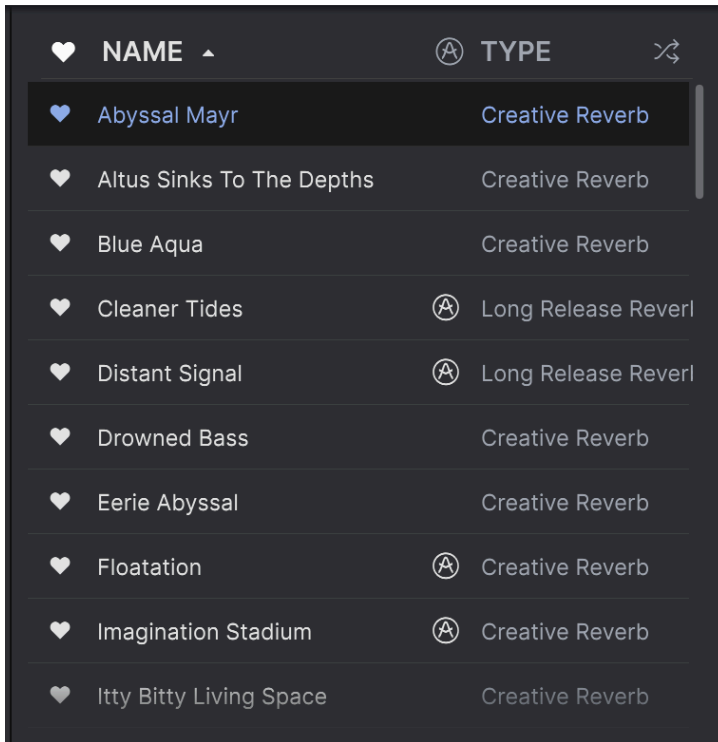 NAME TYPE
Abyssal Mayr Creative Reverb
Altus Sinks To The Depths Creative Reverb
Blue Aqua Creative Reverb
Cleaner Tides Long Release Reverl
Distant Signal Long Release Reverl
Drowned Bass Creative Reverb
Eerie Abyssal Creative Reverb
Floatation Creative Reverb
Imagination Stadium Creative Reverb
Itty Bitty Living Space Creative Reverb